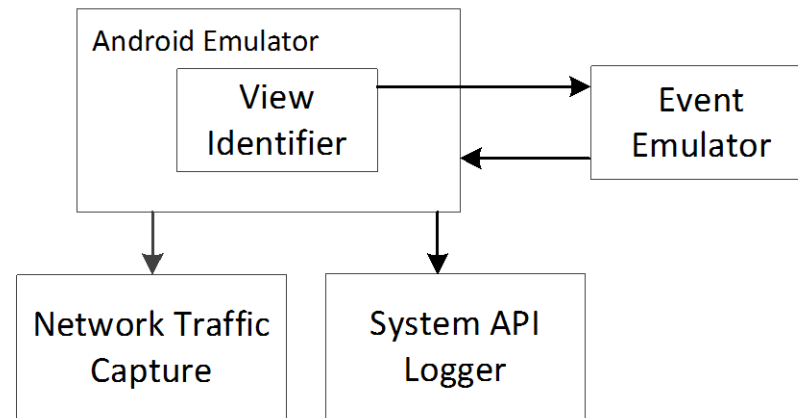 Android Emulator
View
Identifier
Event
Emulator
Network Traffic
Capture
System API
Logger